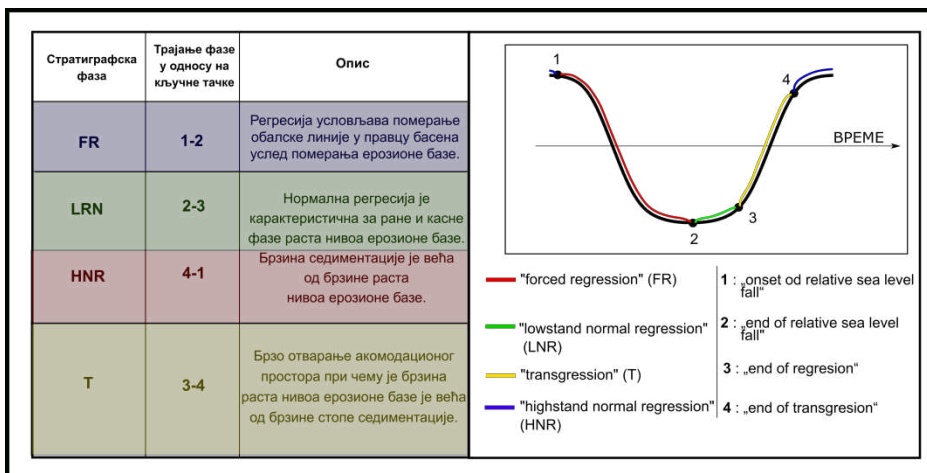 Стратиграфска
фаза
Трајање фазе
у односу на
кључне тачке
Опис
FR
1-2
Регресија условљава померање
обалске линије у правцу басена
услед померања ерозионе базе.
LRN
2-3
Нормална регресија је
карактеристична за ране и касне
фазе раста нивоа ерозионе базе.
HNR
4-1
Брзина седиментације је већа
од брзине раста
нивоа ерозионе базе.
T
3-4
Брзо отварање акомодационог
простора при чему је брзина
раста нивоа ерозионе базе је већа
од брзине стопе седиментације.
1
4
ВРЕМЕ
3
2
"forced regression" (FR)
"lowstand normal regression"
(LNR)
"transgression" (T)
"highstand normal regression"
(HNR)
1 : „onset od relative sea level
fall“
2 : „end of relative sea level
fall“
3 : „end of regresion“
4 : „end of transgresion“